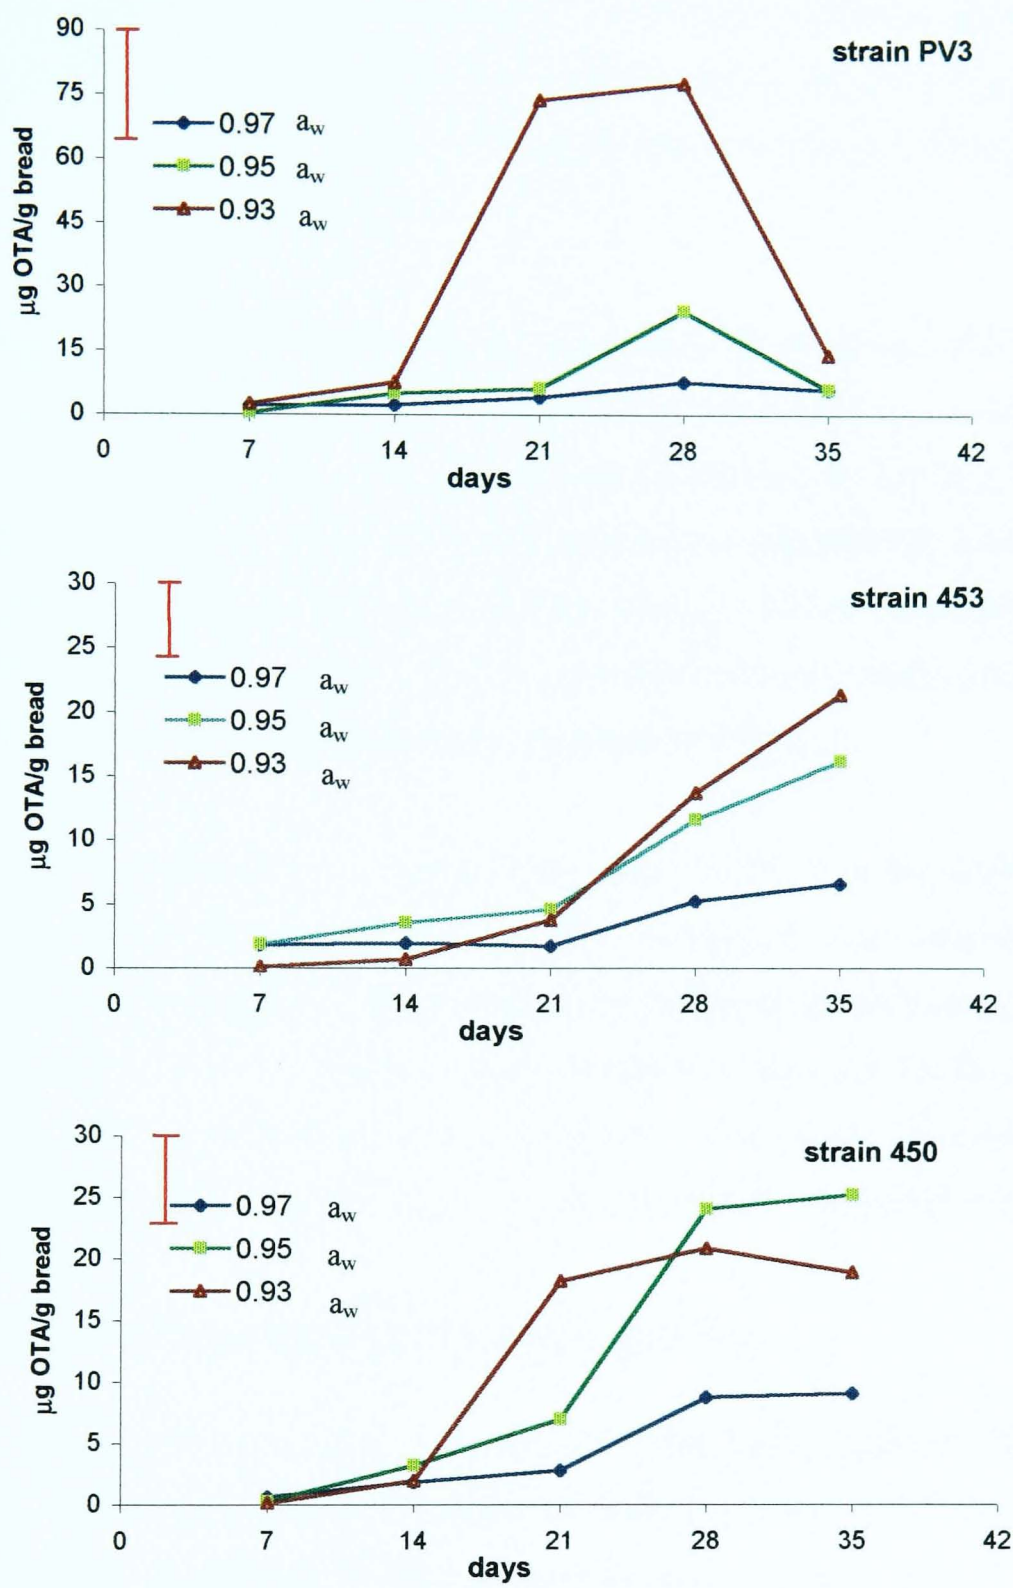 strain PV3
µg OTA/g bread
90
75
60
45
30
15
0
0.97 aw
0.95 aw
0.93 aw
0 7 14 21 28 35 42
days
strain 453
µg OTA/g bread
30
25
20
15
10
5
0
0.97 aw
0.95 aw
0.93 aw
0 7 14 21 28 35 42
days
strain 450
µg OTA/g bread
30
25
20
15
10
5
0
0.97 aw
0.95 aw
0.93 aw
0 7 14 21 28 35 42
days